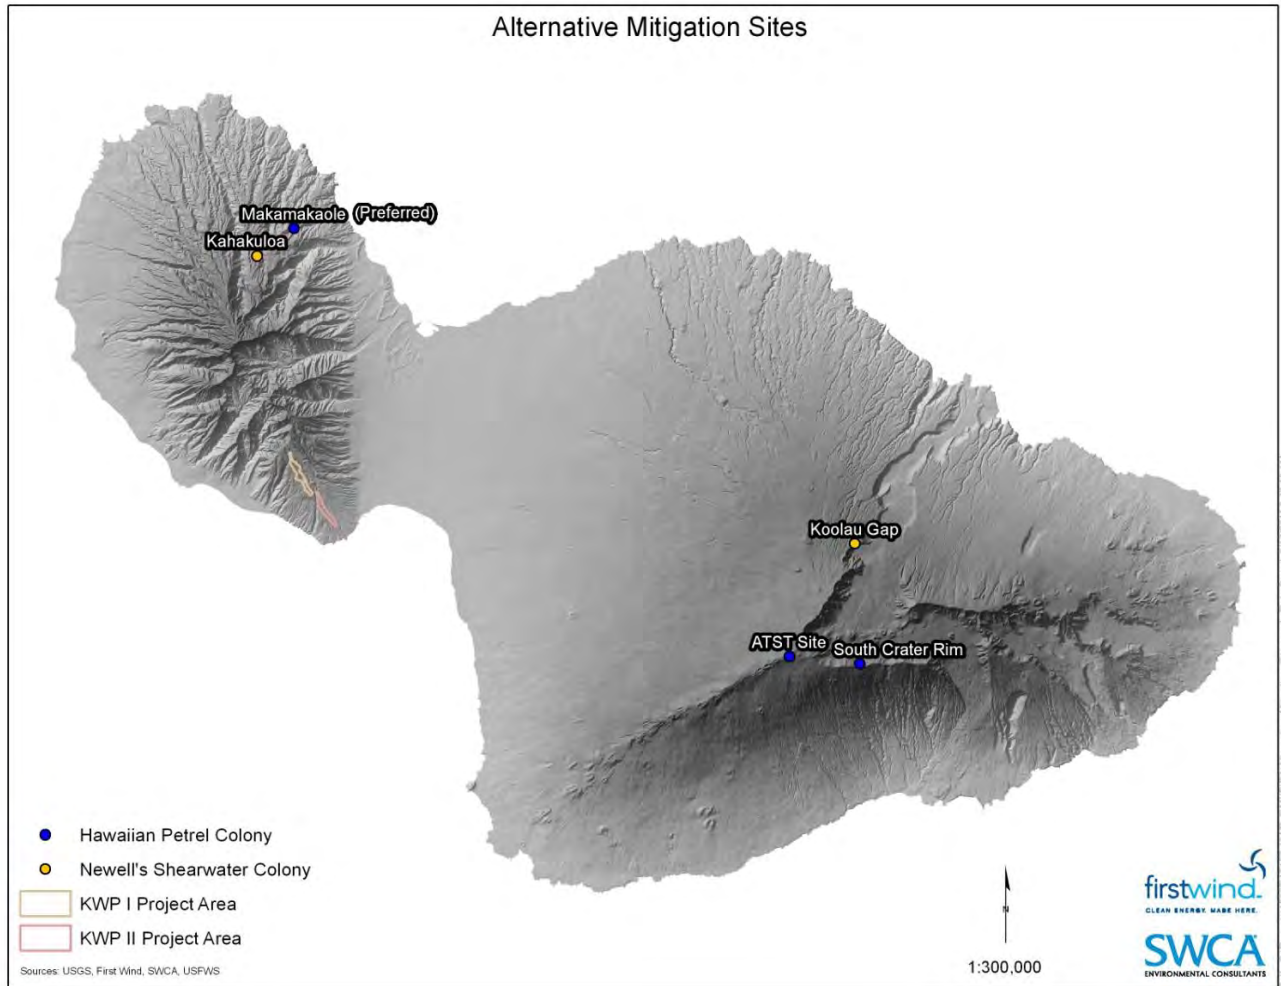 Alternative Mitigation Sites
Makamakaole (Preferred)
Kahakuloa
Koolau Gap
ATST Site
South Crater Rim
Hawaiian Petrel Colony
Newell's Shearwater Colony
KWP I Project Area
KWP II Project Area
Sources: USGS, First Wind, SWCA, USFWS
N
1:300,000
firstwind
CLEAN ENERGY. MADE HERE.
SWCA
ENVIRONMENTAL CONSULTANTS